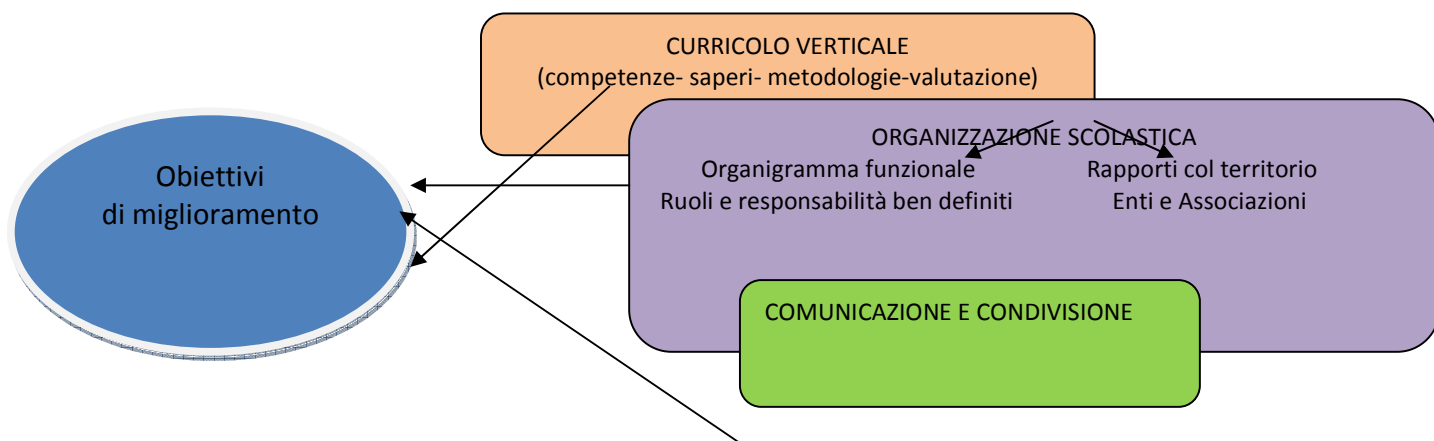 CURRICOLO VERTICALE
(competenze- saperi- metodologie-valutazione)
Obiettivi
di miglioramento
ORGANIZZAZIONE SCOLASTICA
Organigramma funzionale
Ruoli e responsabilità ben definiti
Rapporti col territorio
Enti e Associazioni
COMUNICAZIONE E CONDIVISIONE